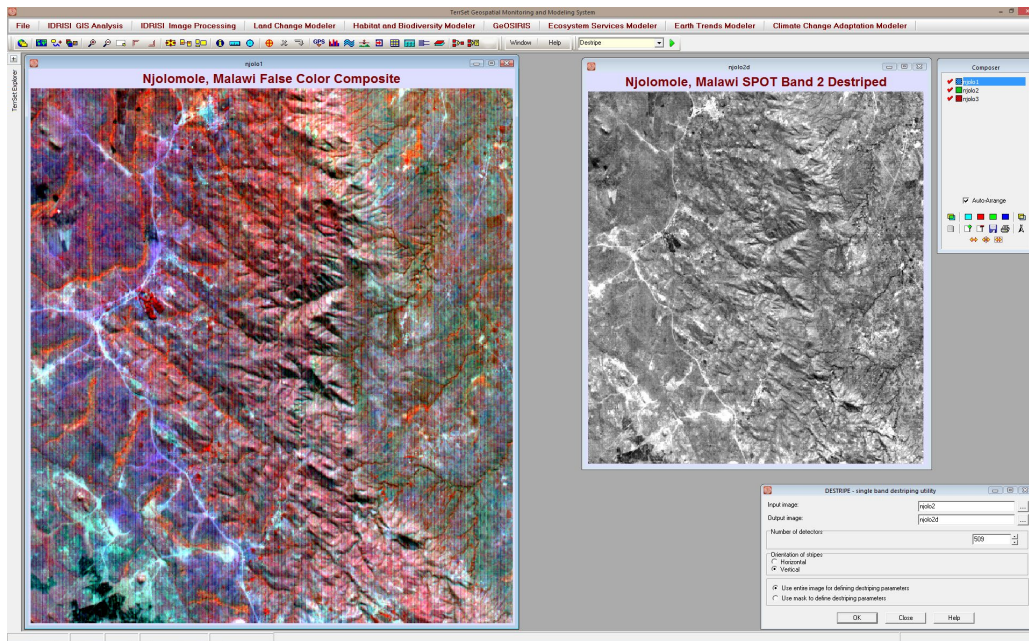 TerrSet Geospatial Monitoring and Modeling System
File IDRISI GIS Analysis IDRISI Image Processing Land Change Modeler Habitat and Biodiversity Modeler GeOSIRIS Ecosystem Services Modeler Earth Trends Modeler Climate Change Adaptation Modeler
GPS Window Help Destripe
TerrSet Explorer
njolo1
Njolomole, Malawi False Color Composite
njolo2d
Njolomole, Malawi SPOT Band 2 Destriped
Composer
njolo1
njolo2
njolo3
Auto-Arrange
DESTRIPE - single band destriping utility
Input image: njolo2 ...
Output image: njolo2d ...
Number of detectors
509
Orientation of stripes
Horizontal
Vertical
Use entire image for defining destriping parameters
Use mask to define destriping parameters
OK Close Help